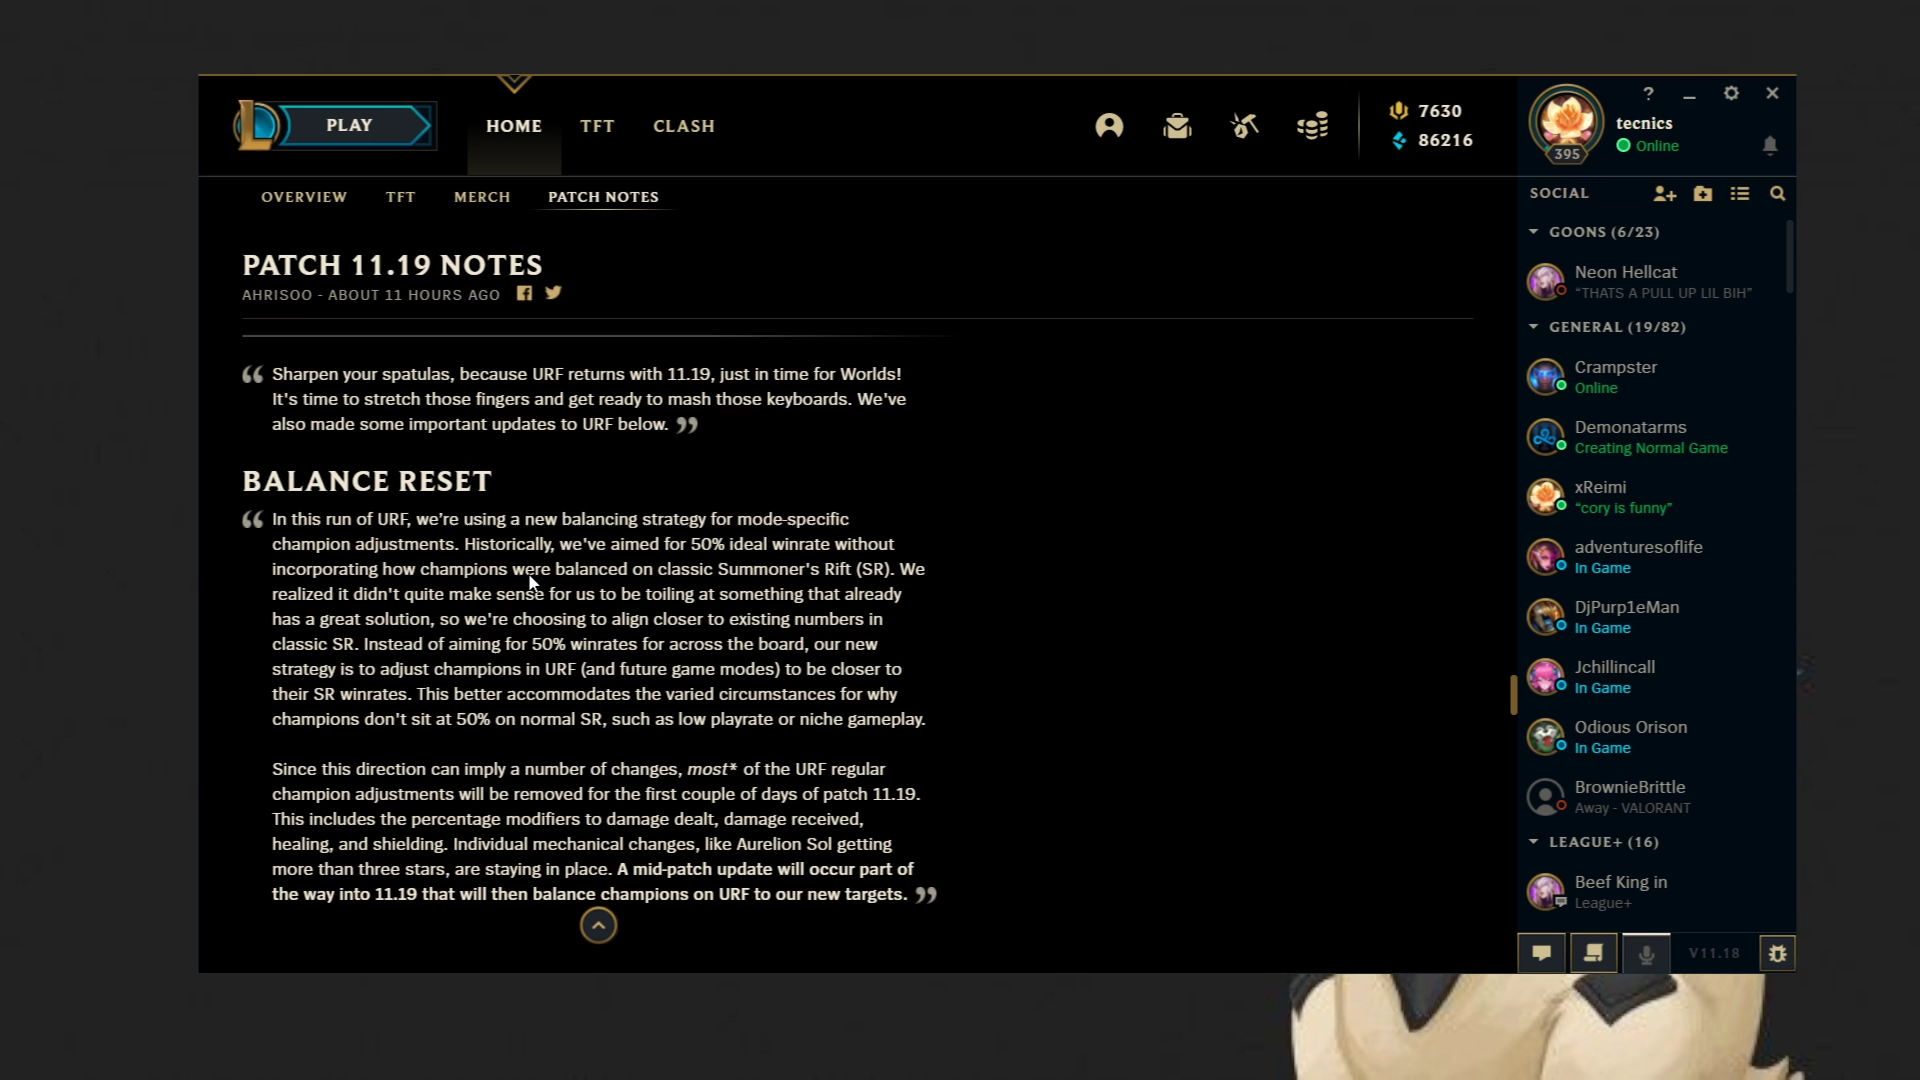 PLAY
HOME
TFT
CLASH
7630
86216
395
tecnics
Online
OVERVIEW
TFT
MERCH
PATCH NOTES
PATCH 11.19 NOTES
AHRISOO - ABOUT 11 HOURS AGO
“ Sharpen your spatulas, because URF returns with 11.19, just in time for Worlds!
It's time to stretch those fingers and get ready to mash those keyboards. We've
also made some important updates to URF below. ”
BALANCE RESET
“ In this run of URF, we’re using a new balancing strategy for mode-specific
champion adjustments. Historically, we've aimed for 50% ideal winrate without
incorporating how champions were balanced on classic Summoner's Rift (SR). We
realized it didn't quite make sense for us to be toiling at something that already
has a great solution, so we're choosing to align closer to existing numbers in
classic SR. Instead of aiming for 50% winrates for across the board, our new
strategy is to adjust champions in URF (and future game modes) to be closer to
their SR winrates. This better accommodates the varied circumstances for why
champions don't sit at 50% on normal SR, such as low playrate or niche gameplay.
Since this direction can imply a number of changes, most* of the URF regular
champion adjustments will be removed for the first couple of days of patch 11.19.
This includes the percentage modifiers to damage dealt, damage received,
healing, and shielding. Individual mechanical changes, like Aurelion Sol getting
more than three stars, are staying in place. A mid-patch update will occur part of
the way into 11.19 that will then balance champions on URF to our new targets. ”
SOCIAL
GOONS (6/23)
Neon Hellcat
“THATS A PULL UP LIL BIH”
GENERAL (19/82)
Crampster
Online
Demonatarms
Creating Normal Game
xReimi
“cory is funny”
adventuresoflife
In Game
DjPurp1eMan
In Game
Jchillincall
In Game
Odious Orison
In Game
BrownieBrittle
Away - VALORANT
LEAGUE+ (16)
Beef King in
League+
V11.18